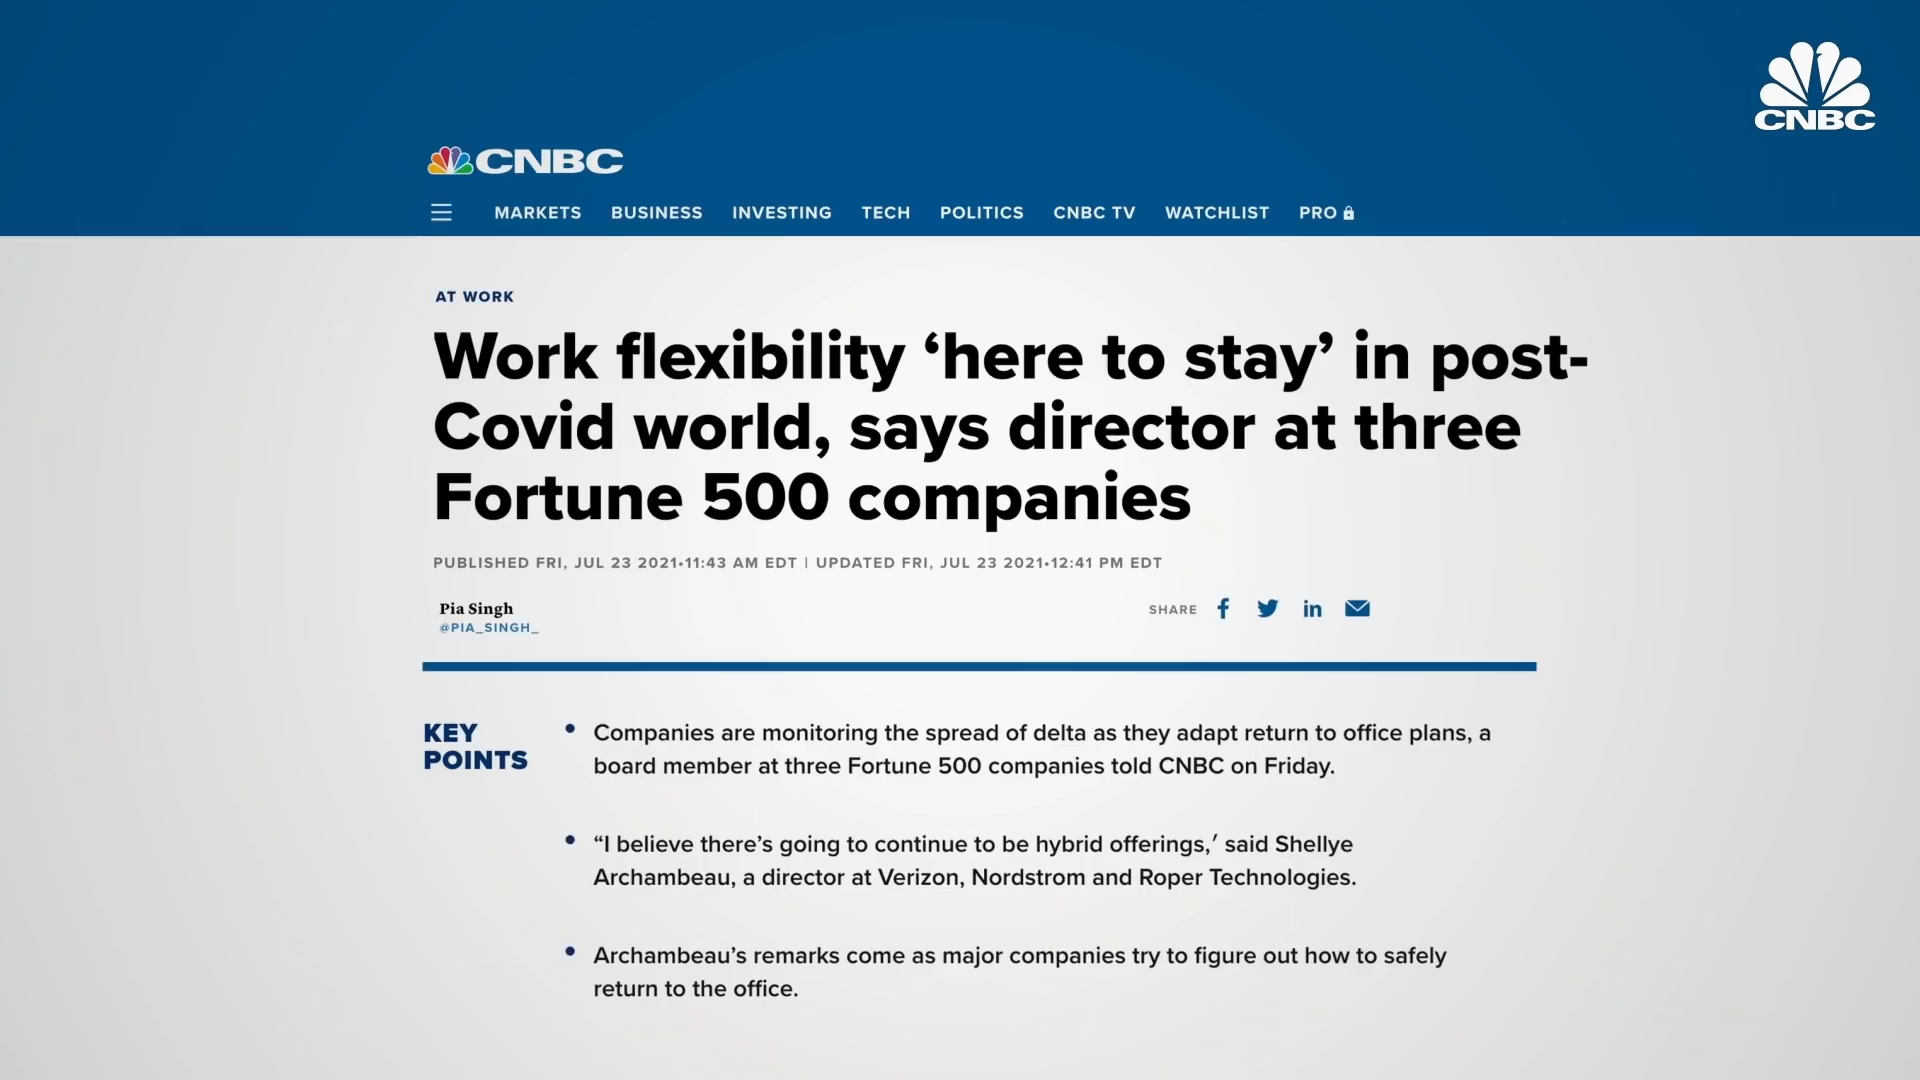 CNBC
CNBC
MARKETS BUSINESS INVESTING TECH POLITICS CNBC TV WATCHLIST PRO
AT WORK
Work flexibility ‘here to stay’ in post-
Covid world, says director at three
Fortune 500 companies
PUBLISHED FRI, JUL 23 2021•11:43 AM EDT | UPDATED FRI, JUL 23 2021•12:41 PM EDT
Pia Singh
@PIA_SINGH_
SHARE
KEY
POINTS
• Companies are monitoring the spread of delta as they adapt return to office plans, a
board member at three Fortune 500 companies told CNBC on Friday.
• “I believe there’s going to continue to be hybrid offerings,′ said Shellye
Archambeau, a director at Verizon, Nordstrom and Roper Technologies.
• Archambeau’s remarks come as major companies try to figure out how to safely
return to the office.